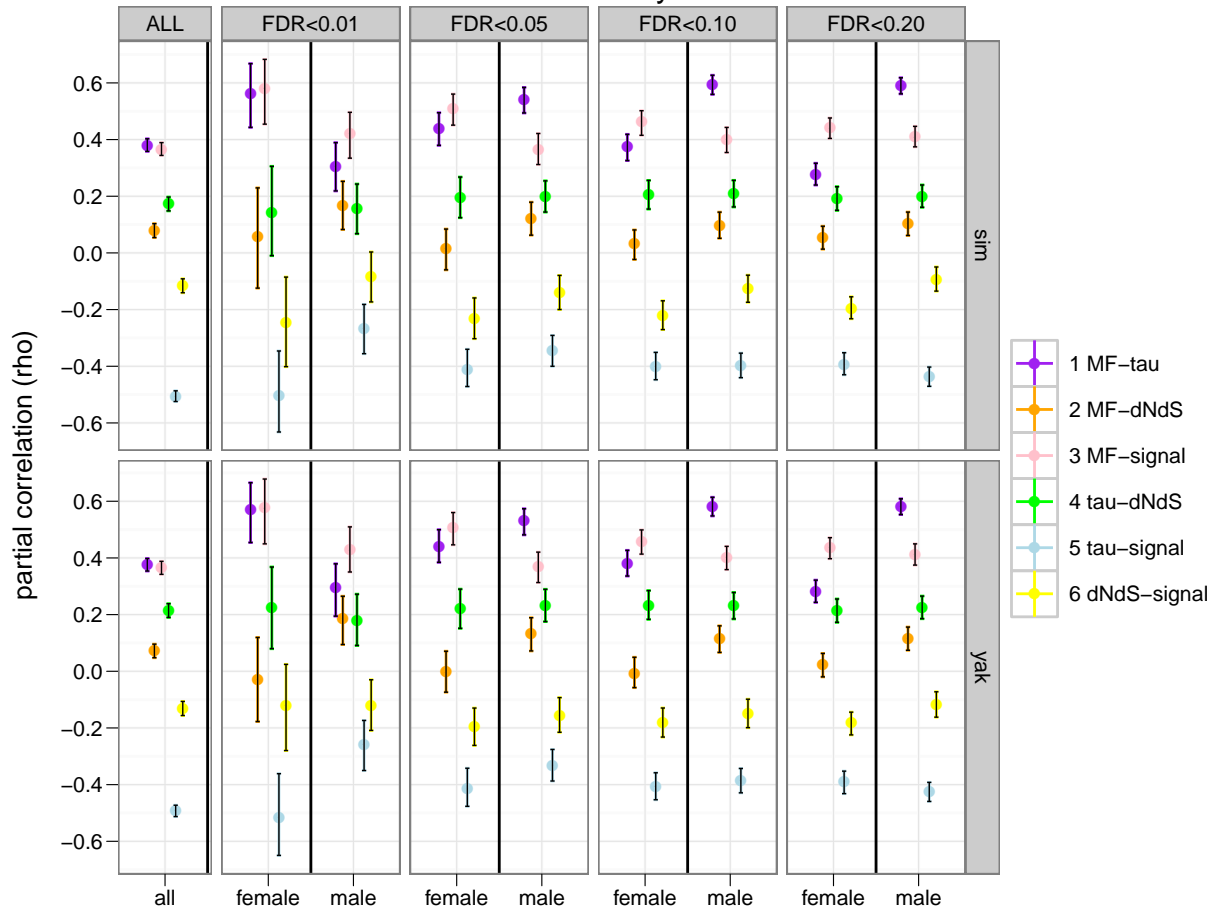 ALL FDR<0.01 FDR<0.05 FDR<0.10 FDR<0.20
partial correlation (rho)
0.6
0.4
0.2
0.0
−0.2
−0.4
−0.6
sim
0.6
0.4
0.2
0.0
−0.2
−0.4
−0.6
yak
all female male female male female male female male
1 MF−tau
2 MF−dNdS
3 MF−signal
4 tau−dNdS
5 tau−signal
6 dNdS−signal